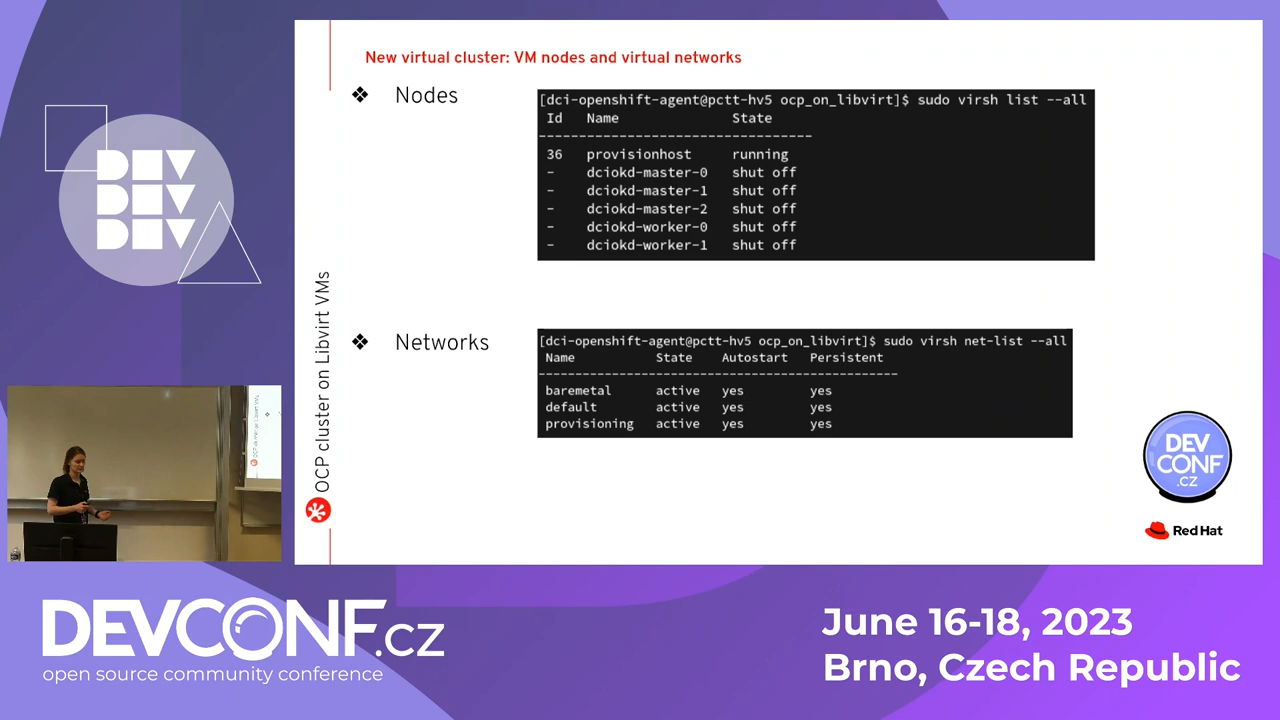 New virtual cluster: VM nodes and virtual networks
❖ Nodes
[dci-openshift-agent@pctt-hv5 ocp_on_libvirt]$ sudo virsh list --all
Id Name State
----------------------------------
36 provisionhost running
- dciokd-master-0 shut off
- dciokd-master-1 shut off
- dciokd-master-2 shut off
- dciokd-worker-0 shut off
- dciokd-worker-1 shut off
❖ Networks
[dci-openshift-agent@pctt-hv5 ocp_on_libvirt]$ sudo virsh net-list --all
Name State Autostart Persistent
--------------------------------------------
baremetal active yes yes
default active yes yes
provisioning active yes yes
OCP cluster on Libvirt VMs
DEV
DEV
DEV
DEV
CONF
.CZ
Red Hat
DEVCONF.cz
open source community conference
June 16-18, 2023
Brno, Czech Republic